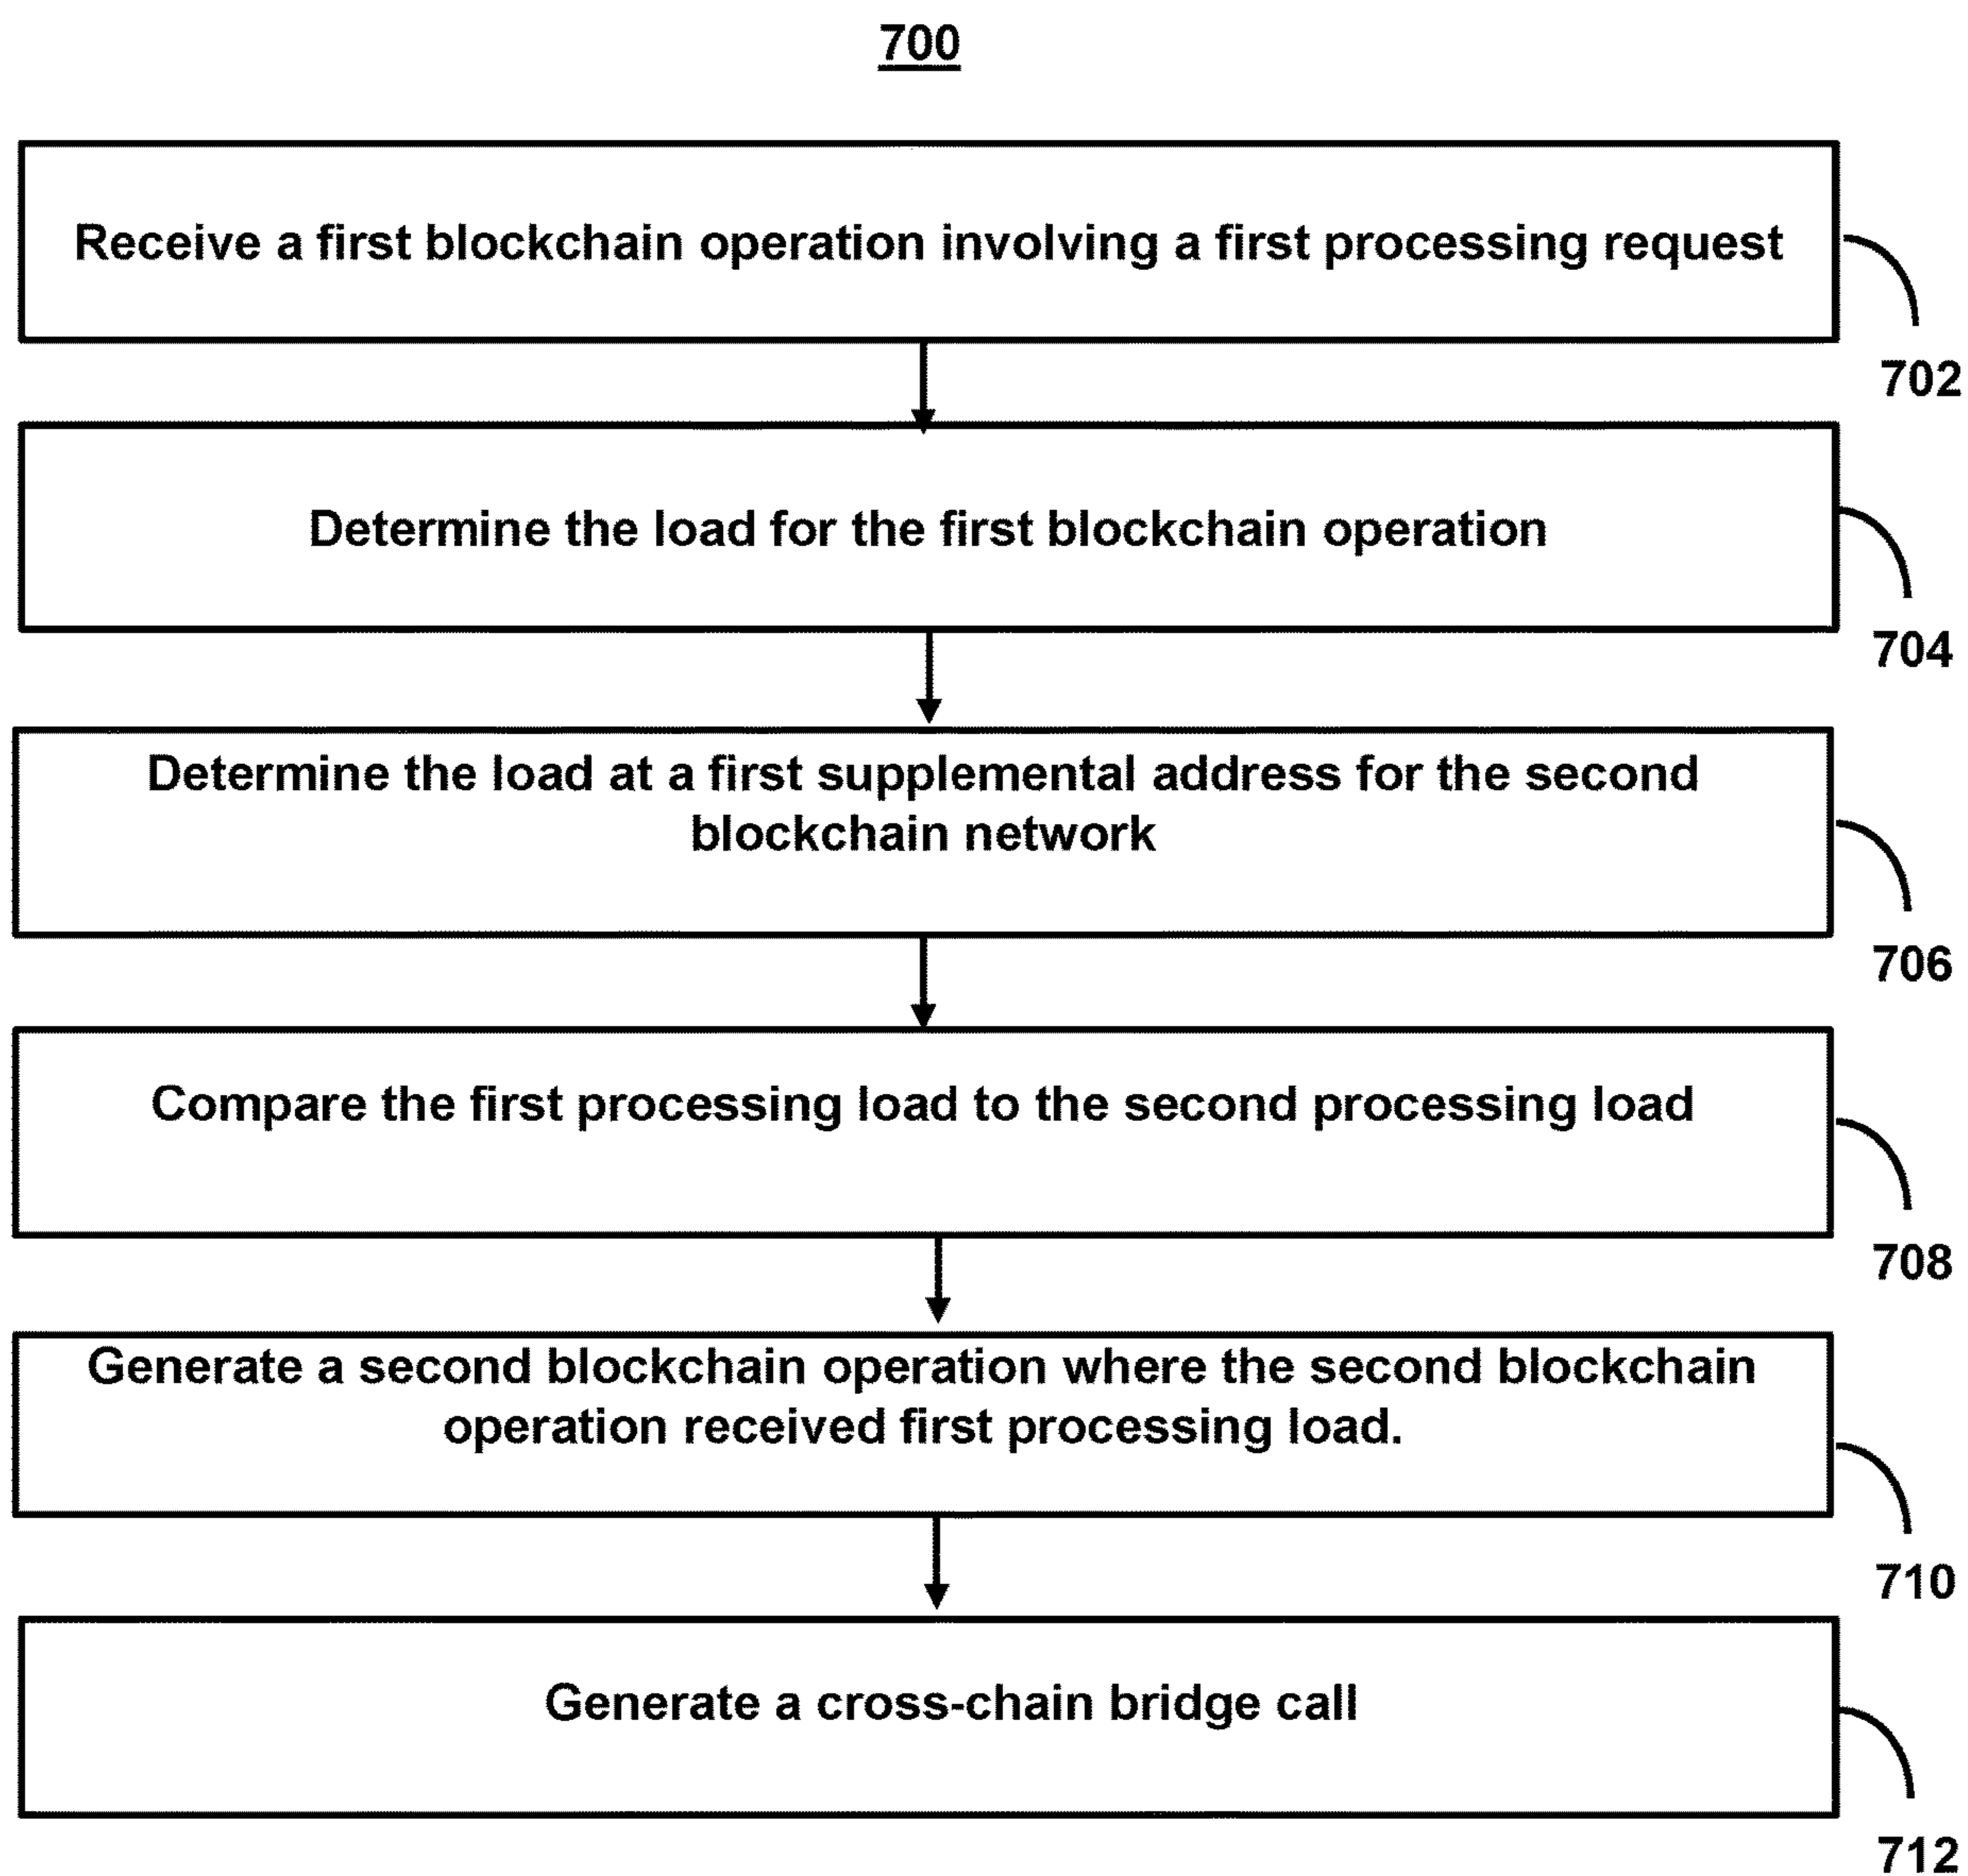 700
Receive a first blockchain operation involving a first processing request
702
Determine the load for the first blockchain operation
704
Determine the load at a first supplemental address for the second
blockchain network
706
Compare the first processing load to the second processing load
708
Generate a second blockchain operation where the second blockchain
operation received first processing load.
710
Generate a cross-chain bridge call
712